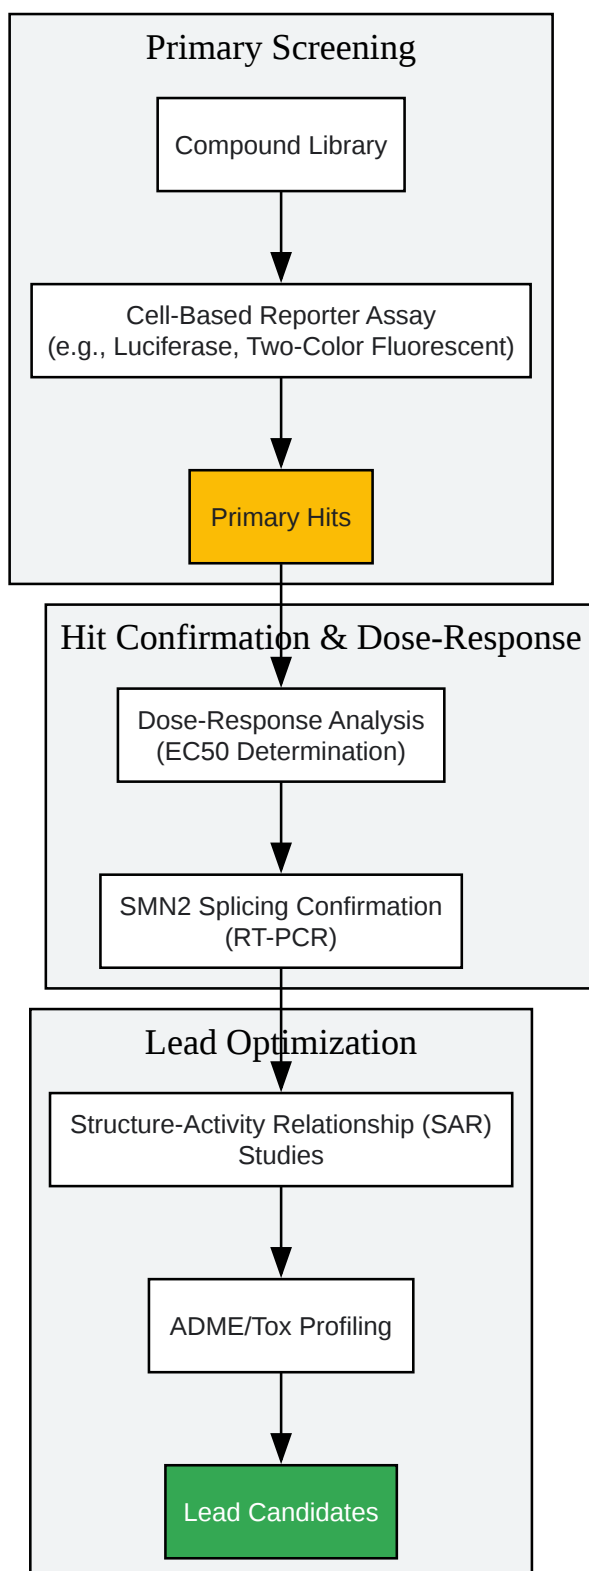 Primary Screening
Compound Library
Cell-Based Reporter Assay
(e.g., Luciferase, Two-Color Fluorescent)
Primary Hits
Hit Confirmation & Dose-Response
Dose-Response Analysis
(EC50 Determination)
SMN2 Splicing Confirmation
(RT-PCR)
Lead Optimization
Structure-Activity Relationship (SAR)
Studies
ADME/Tox Profiling
Lead Candidates